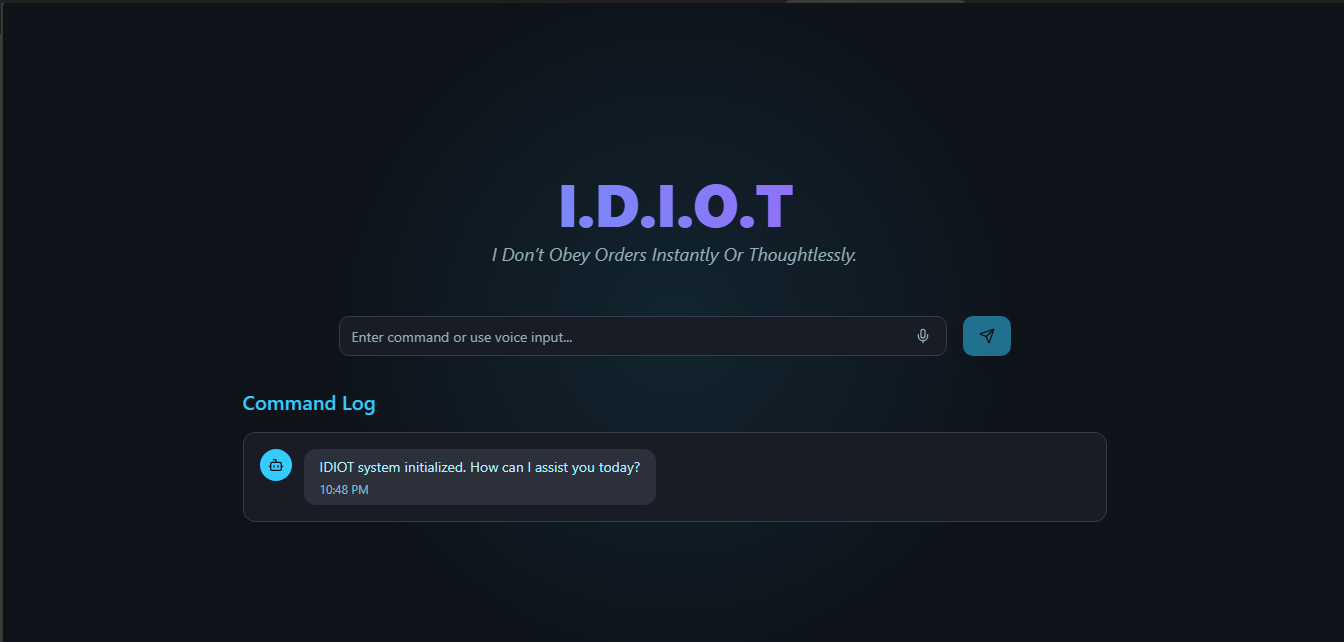 I.D.I.O.T
I Don’t Obey Orders Instantly Or Thoughtlessly.
Enter command or use voice input...
Command Log
IDIOT system initialized. How can I assist you today?
10:48 PM